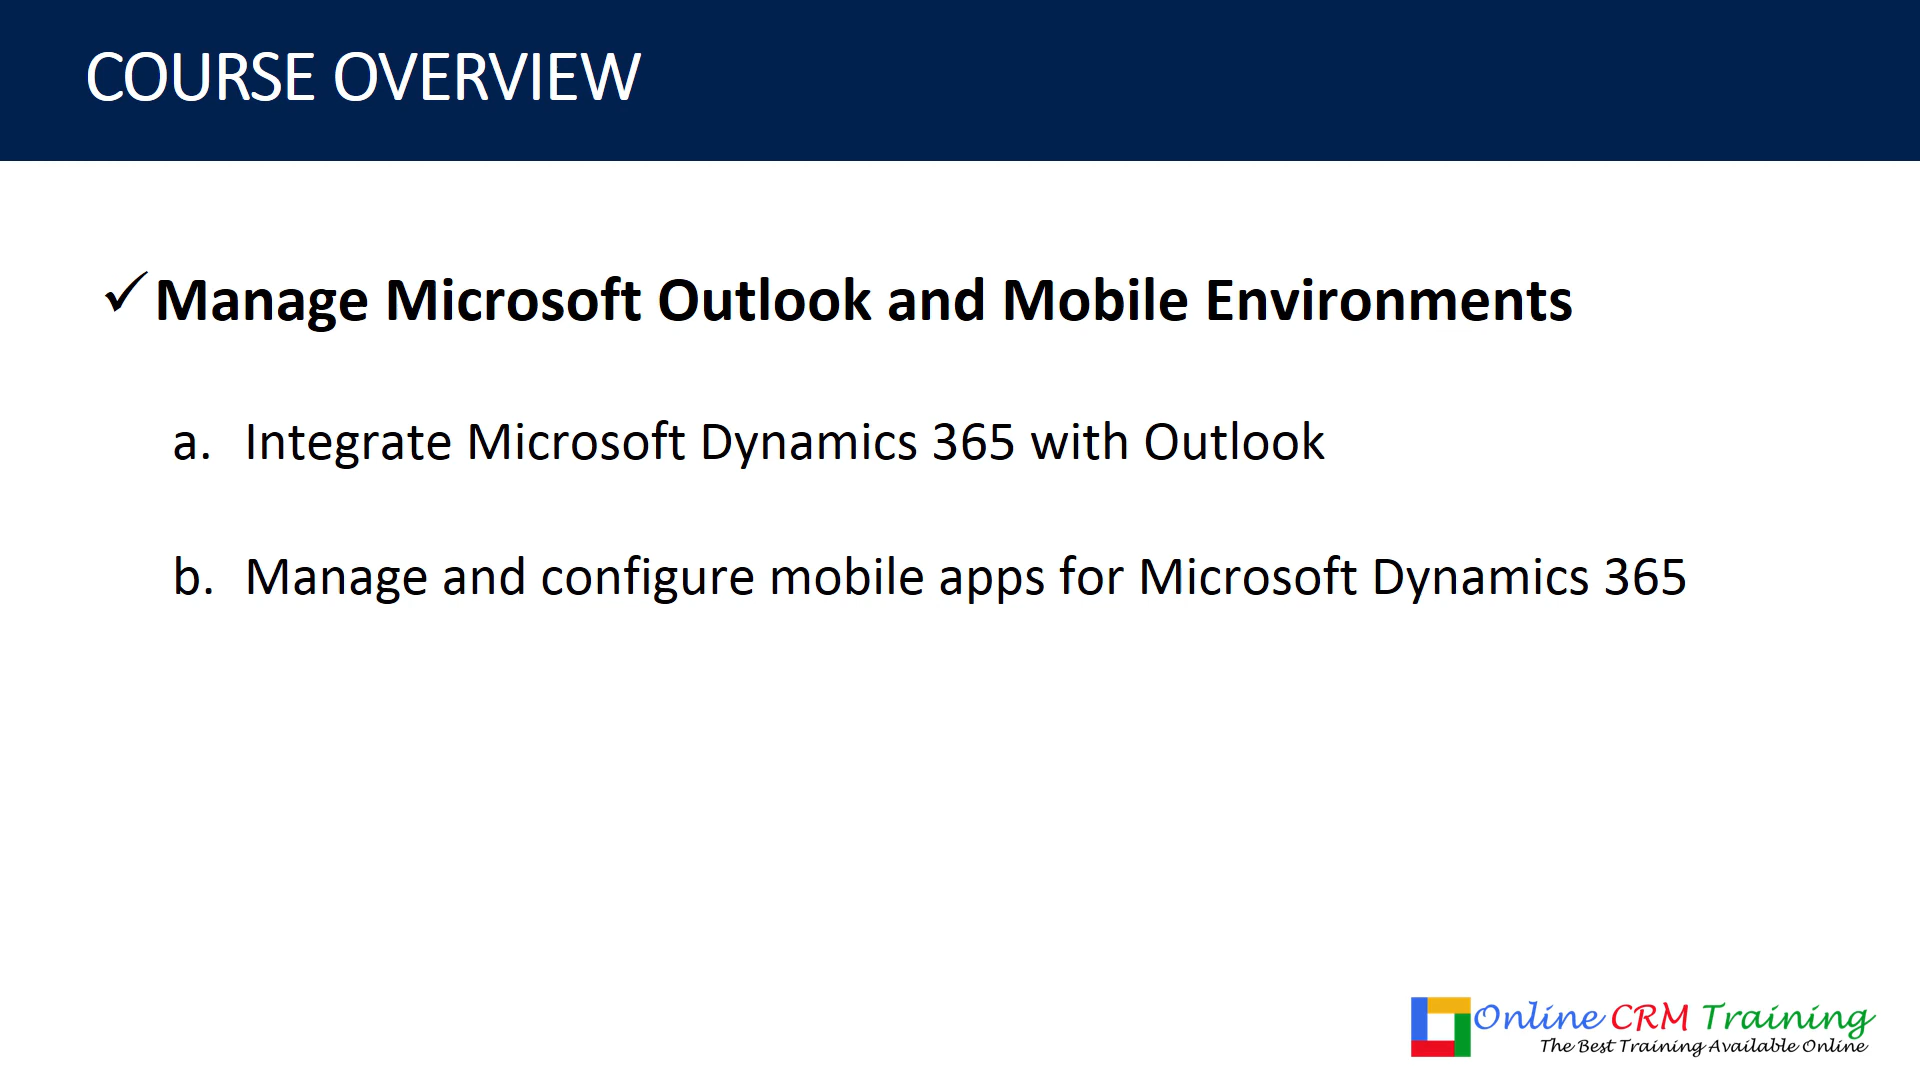 COURSE OVERVIEW
✓ Manage Microsoft Outlook and Mobile Environments
a. Integrate Microsoft Dynamics 365 with Outlook
b. Manage and configure mobile apps for Microsoft Dynamics 365
Online CRM Training
The Best Training Available Online